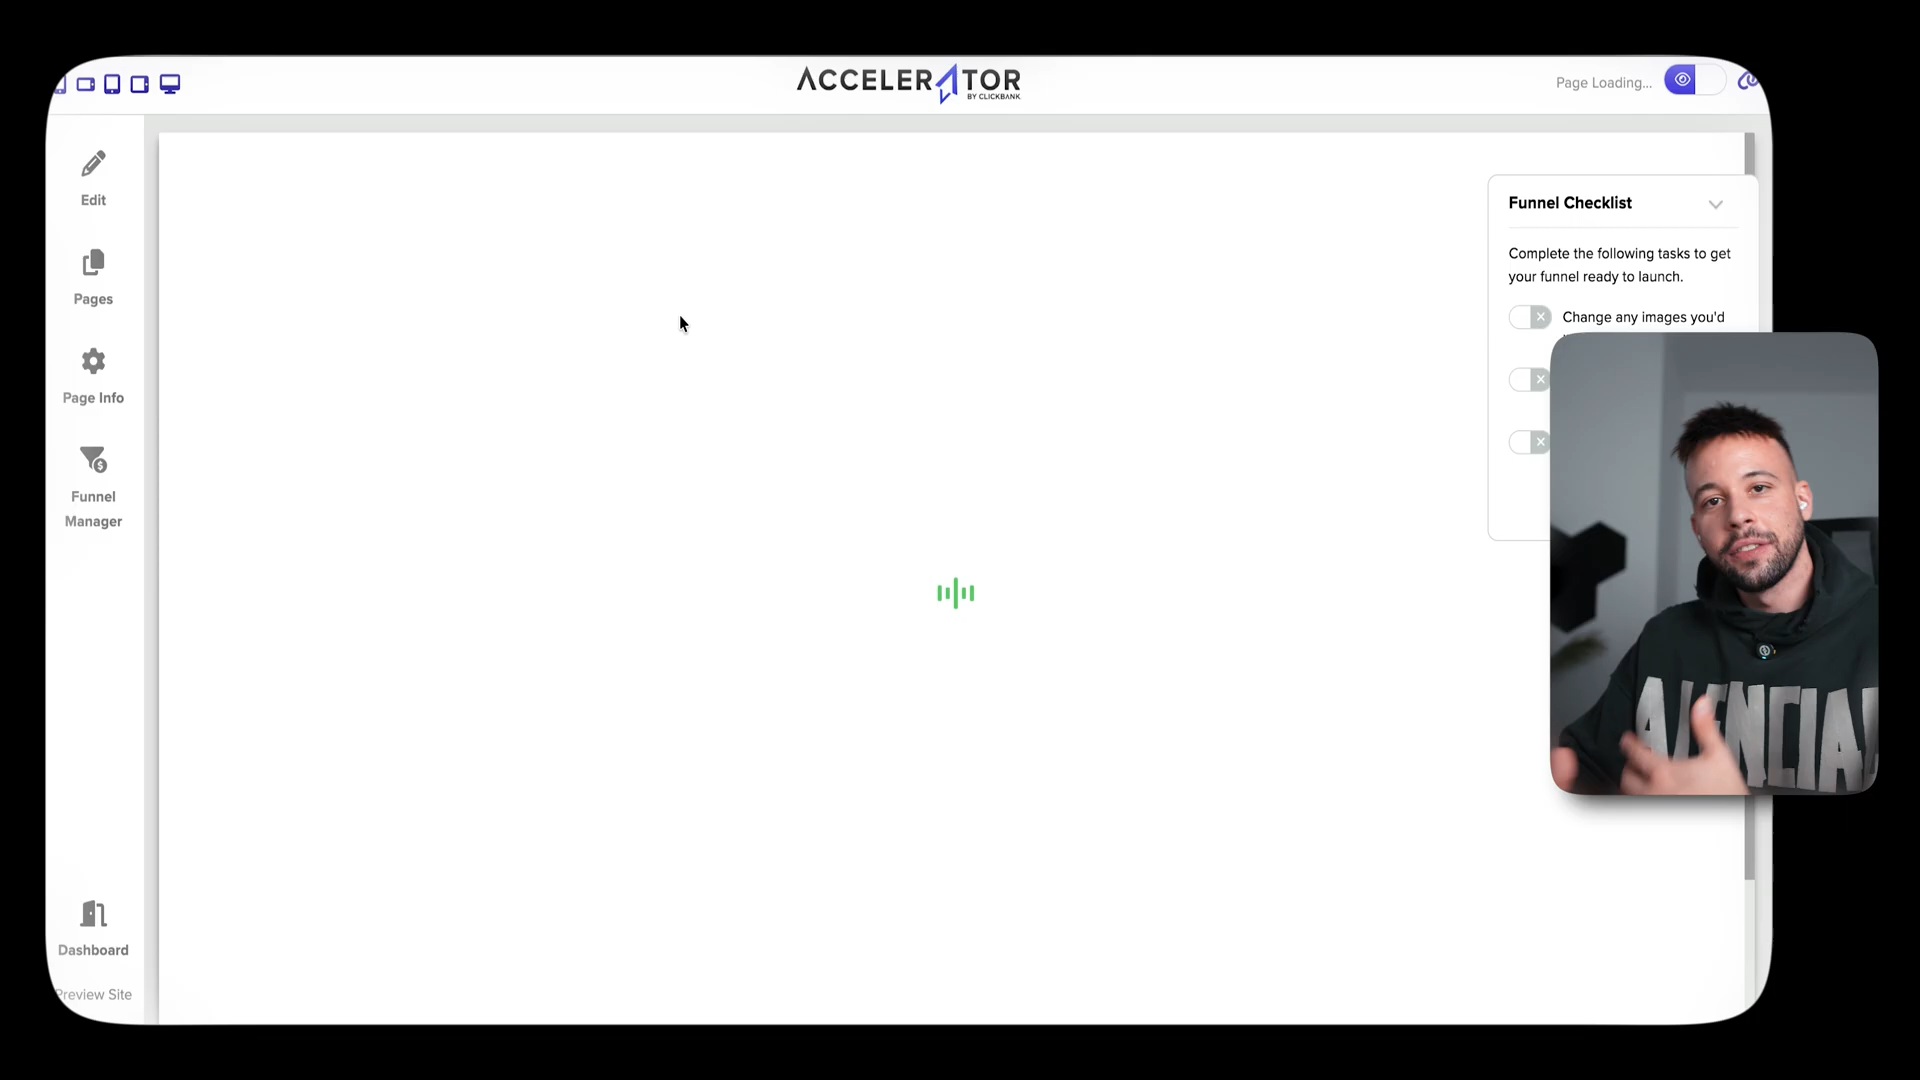 ACCELERATOR
BY CLICKBANK
Page Loading...
Edit
Pages
Page Info
Funnel
Manager
Dashboard
Preview Site
Funnel Checklist
Complete the following tasks to get
your funnel ready to launch.
Change any images you'd